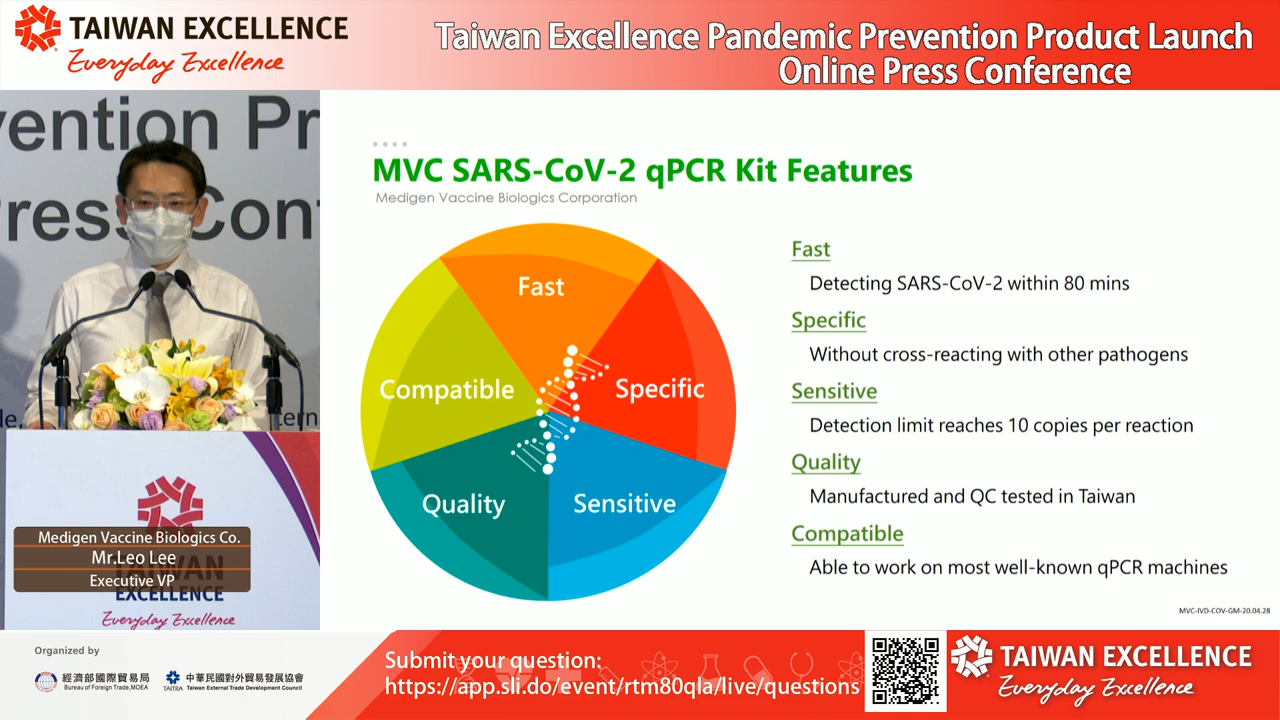 TAIWAN EXCELLENCE
Everyday Excellence
Taiwan Excellence Pandemic Prevention Product Launch
Online Press Conference
vention Pr
Press Con
MVC SARS-CoV-2 qPCR Kit Features
Medigen Vaccine Biologics Corporation
Fast
Specific
Sensitive
Quality
Compatible
Fast
Detecting SARS-CoV-2 within 80 mins
Specific
Without cross-reacting with other pathogens
Sensitive
Detection limit reaches 10 copies per reaction
Quality
Manufactured and QC tested in Taiwan
Compatible
Able to work on most well-known qPCR machines
MVC-IVD-COV-GM-20.04.28
Medigen Vaccine Biologics Co.
Mr.Leo Lee
Executive VP
TAIWAN
EXCELLENCE
Everyday Excellence
Organized by
經濟部國際貿易局
Bureau of Foreign Trade,MOEA
TAITRA
中華民國對外貿易發展協會
Taiwan External Trade Development Council
Submit your question:
https://app.sli.do/event/rtm80qla/live/questions
TAIWAN EXCELLENCE
Everyday Excellence